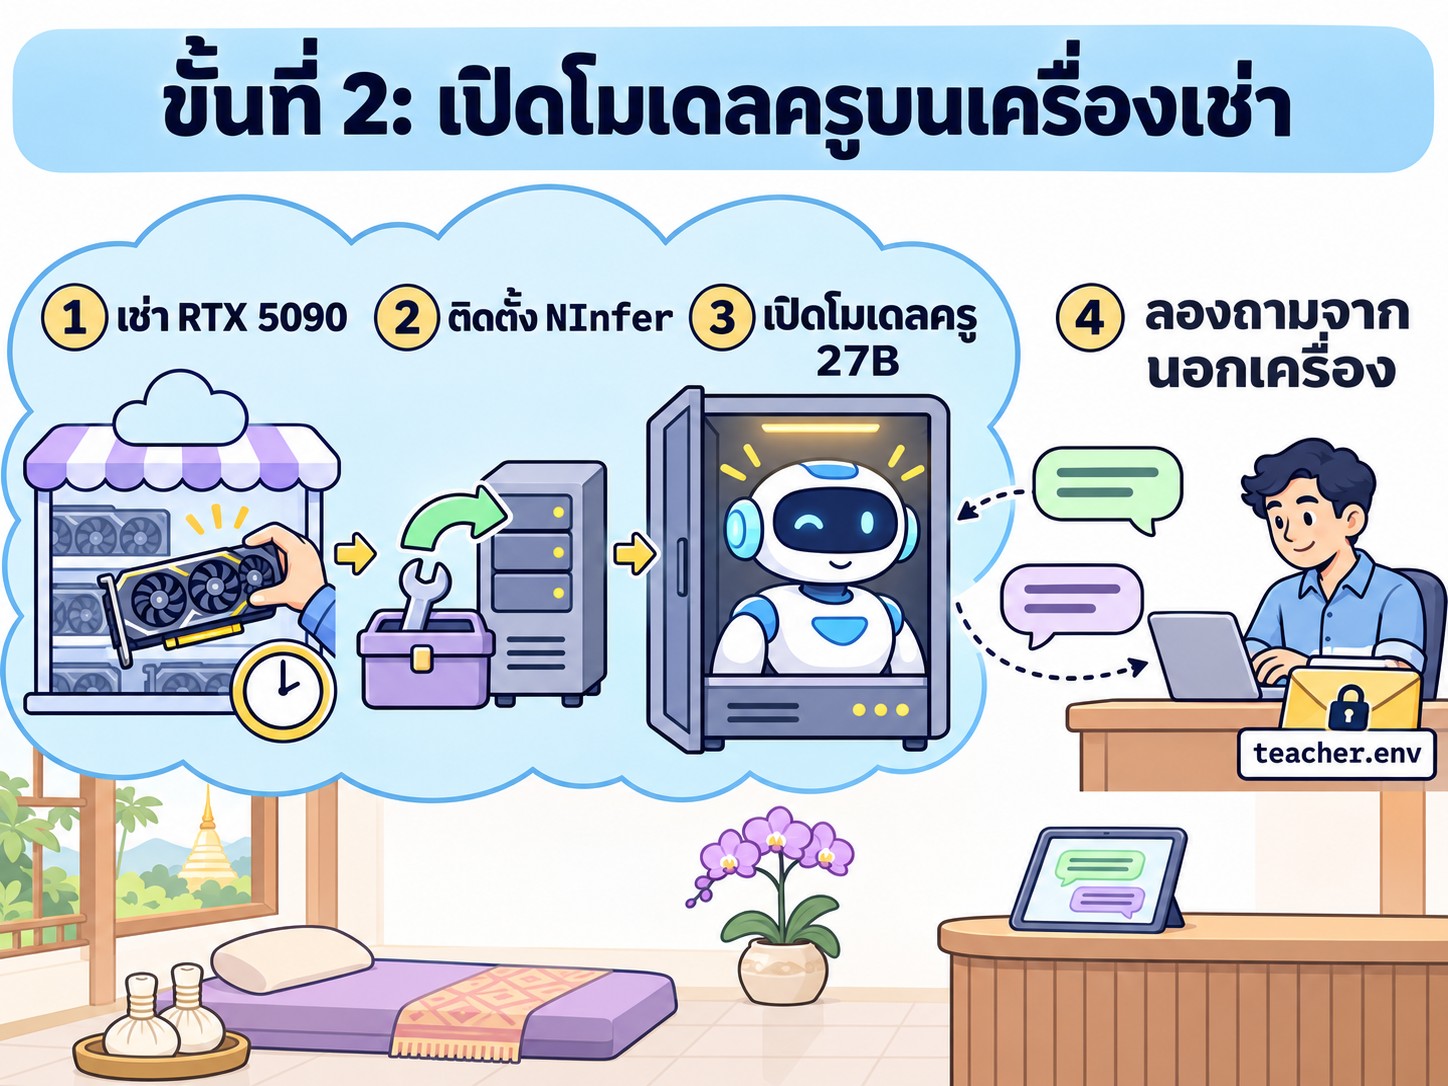 ขั้นที่ 2: เปิดโมเดลครูบนเครื่องเช่า
1 เช่า RTX 5090
2 ติดตั้ง NInfer
3 เปิดโมเดลครู
27B
4 ลองถามจาก
นอกเครื่อง
teacher.env